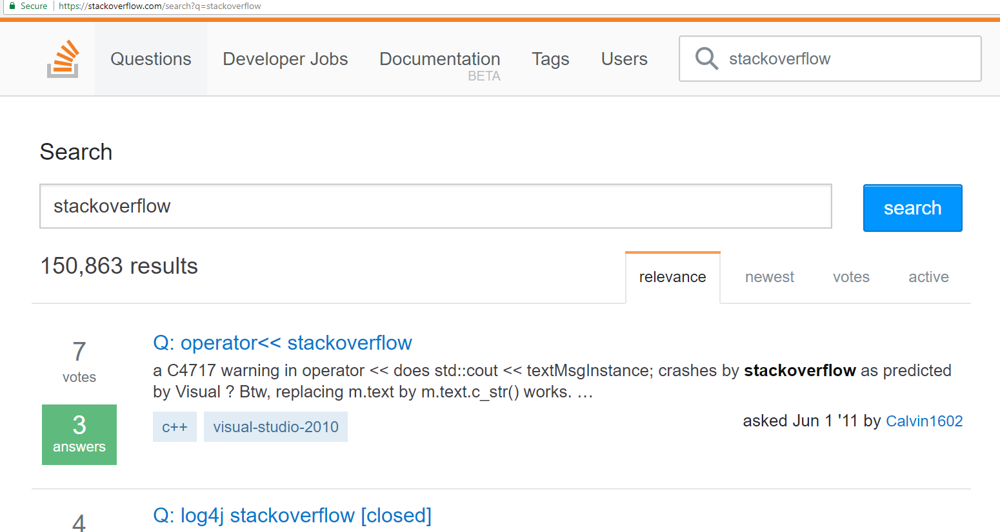 Secure https://stackoverflow.com/search?q=stackoverflow
Questions Developer Jobs Documentation Tags Users stackoverflow
BETA
Search
stackoverflow search
150,863 results relevance newest votes active
7 votes
Q: operator<< stackoverflow
a C4717 warning in operator << does std::cout << textMsgInstance; crashes by stackoverflow as predicted
by Visual ? Btw, replacing m.text by m.text.c_str() works. …
3 answers
c++ visual-studio-2010
asked Jun 1 '11 by Calvin1602
4
Q: log4j stackoverflow [closed]